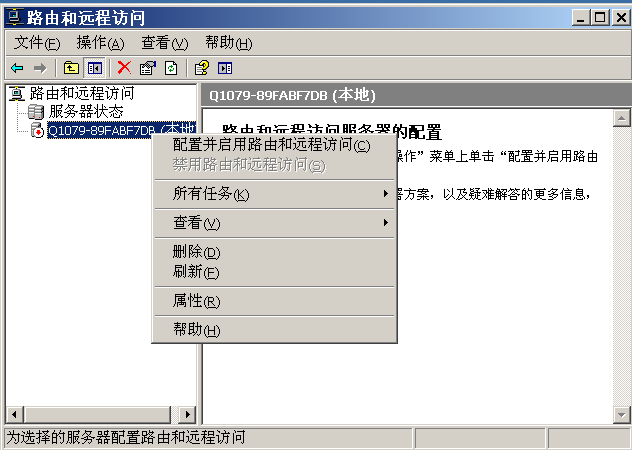 路由和远程访问
文件(F) 操作(A) 查看(V) 帮助(H)
路由和远程访问
服务器状态
Q1079-89FABF7DB (本地
Q1079-89FABF7DB (本地)
路由和远程访问服务器的配置
操作”菜单上单击“配置并启用路由
方案，以及疑难解答的更多信息，
配置并启用路由和远程访问(C)
禁用路由和远程访问(S)
所有任务(K)
查看(V)
删除(D)
刷新(F)
属性(R)
帮助(H)
为选择的服务器配置路由和远程访问